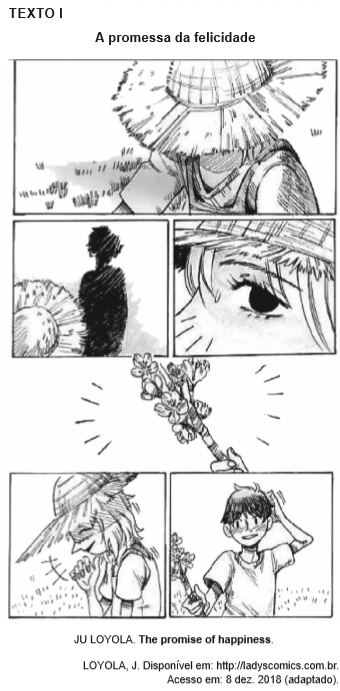 TEXTO I
A promessa da felicidade
JU LOYOLA. The promise of happiness.
LOYOLA, J. Disponível em: http://ladyscomics.com.br.
Acesso em: 8 dez. 2018 (adaptado).